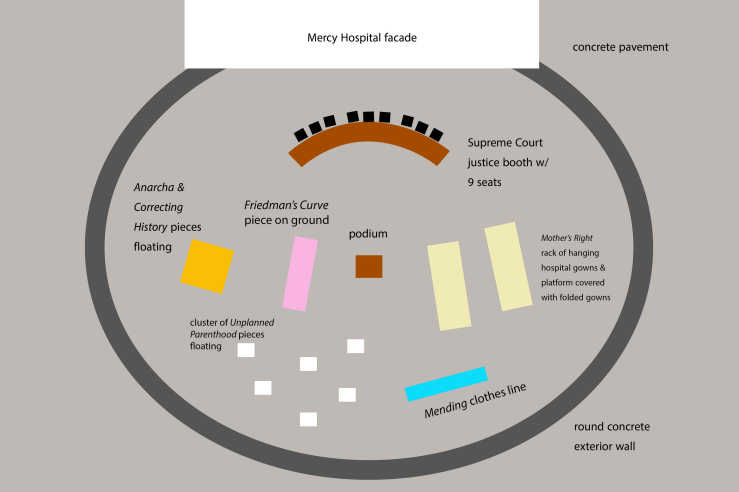 Mercy Hospital facade
concrete pavement
Supreme Court
justice booth w/
9 seats
Anarcha &
Correcting
History pieces
floating
Friedman's Curve
piece on ground
podium
Mother's Right
rack of hanging
hospital gowns &
platform covered
with folded gowns
cluster of Unplanned
Parenthood pieces
floating
Mending clothes line
round concrete
exterior wall